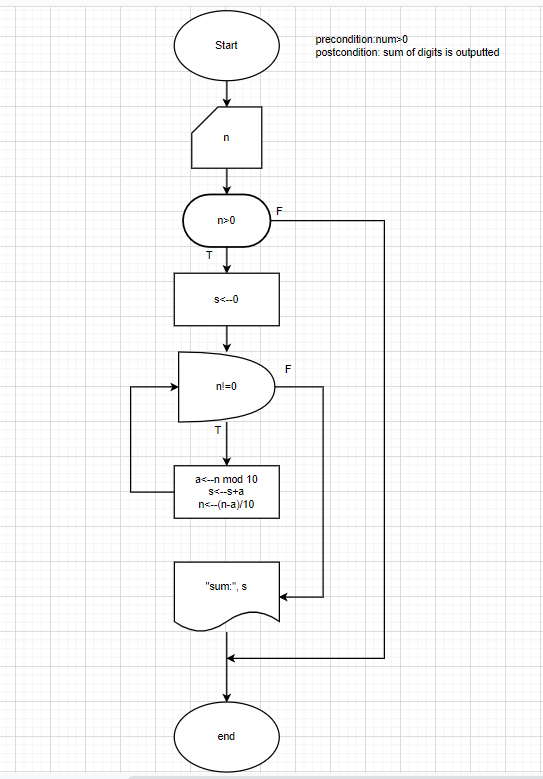 Start
precondition:num>0
postcondition: sum of digits is outputted
n
n>0
F
T
s<--0
n!=0
F
T
a<--n mod 10
s<--s+a
n<--(n-a)/10
"sum:", s
end